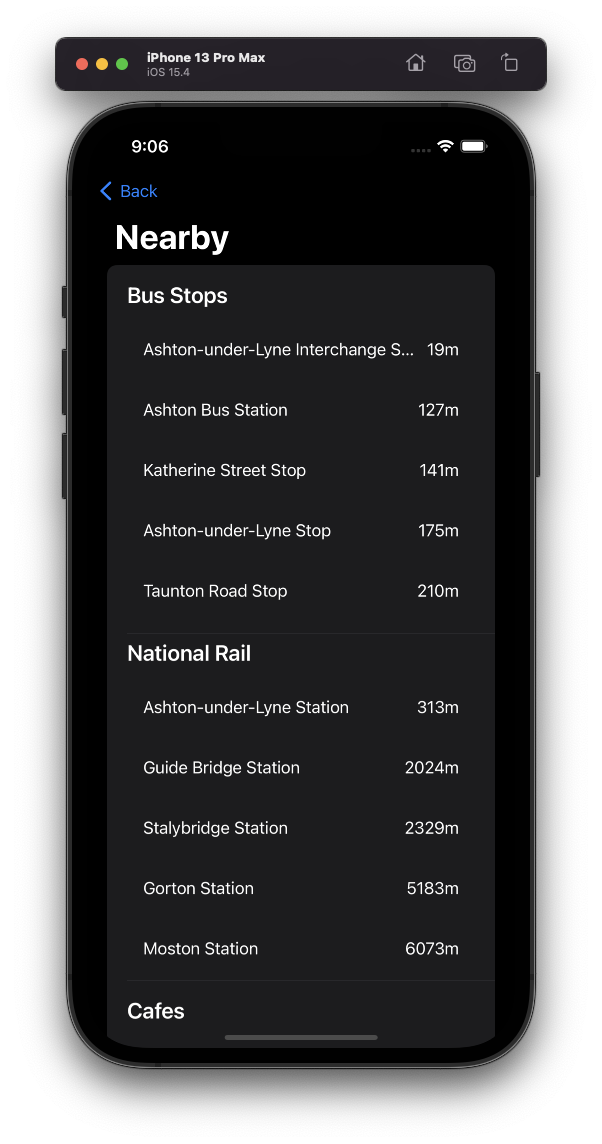 iPhone 13 Pro Max
iOS 15.4
9:06
Back
Nearby
Bus Stops
Ashton-under-Lyne Interchange S... 19m
Ashton Bus Station 127m
Katherine Street Stop 141m
Ashton-under-Lyne Stop 175m
Taunton Road Stop 210m
National Rail
Ashton-under-Lyne Station 313m
Guide Bridge Station 2024m
Stalybridge Station 2329m
Gorton Station 5183m
Moston Station 6073m
Cafes